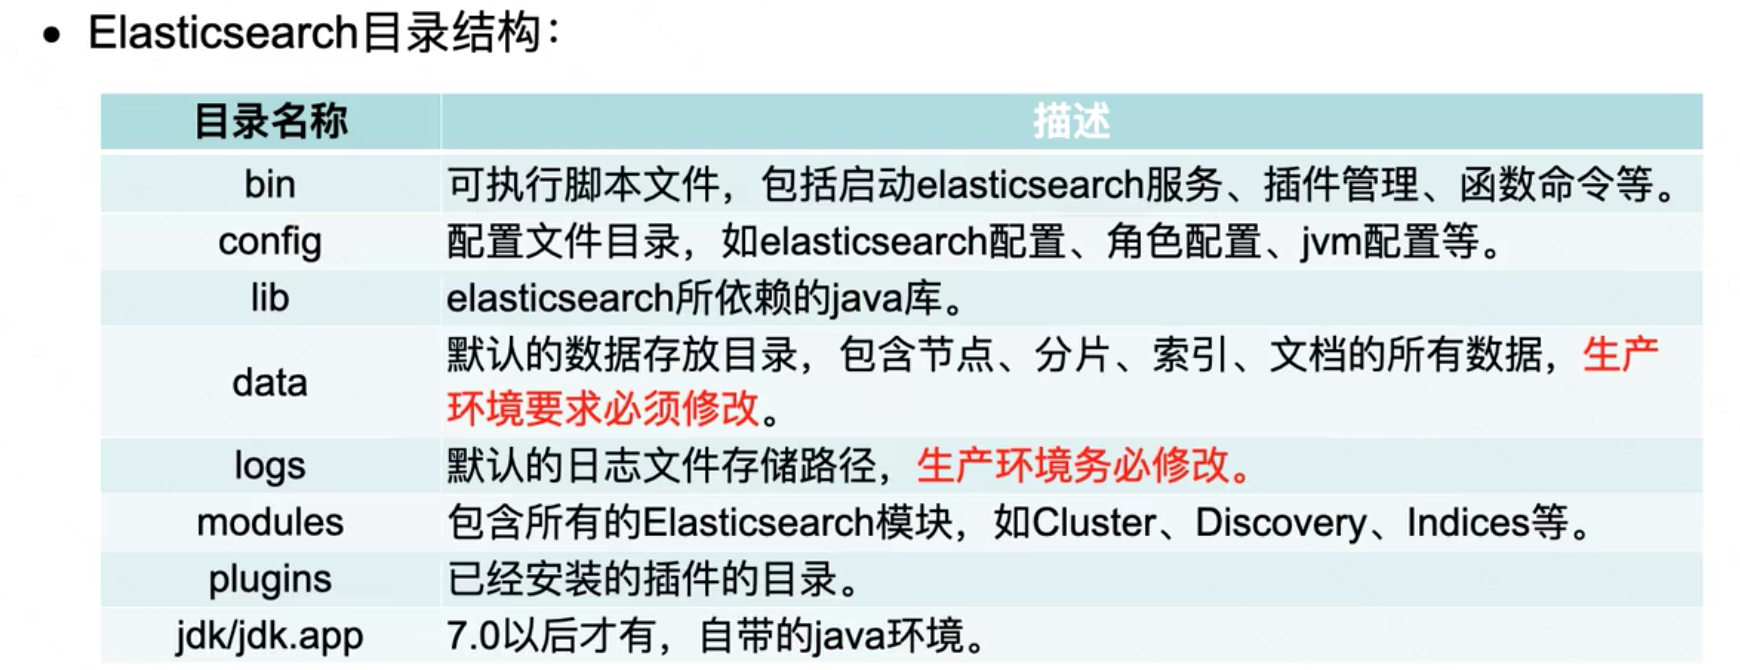 • Elasticsearch目录结构：
目录名称 描述
bin 可执行脚本文件，包括启动elasticsearch服务、插件管理、函数命令等。
config 配置文件目录，如elasticsearch配置、角色配置、jvm配置等。
lib elasticsearch所依赖的java库。
data 默认的数据存放目录，包含节点、分片、索引、文档的所有数据，生产
环境要求必须修改。
logs 默认的日志文件存储路径，生产环境务必修改。
modules 包含所有的Elasticsearch模块，如Cluster、Discovery、Indices等。
plugins 已经安装的插件的目录。
jdk/jdk.app 7.0以后才有，自带的java环境。